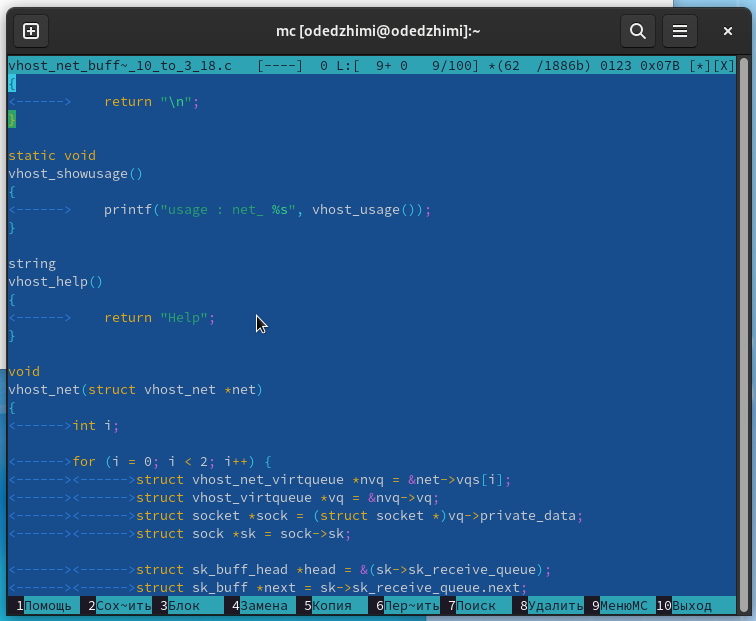 mc [odedzhimi@odedzhimi]:~
vhost_net_buff~_10_to_3_18.c   [----]  0 L:[  9+ 0   9/100] *(62  /1886b) 0123 0x07B [*][X]
{
<------>    return "\n";
}
static void
vhost_showusage()
{
<------>    printf("usage : net_ %s", vhost_usage());
}
string
vhost_help()
{
<------>    return "Help";
}
void
vhost_net(struct vhost_net *net)
{
<------>int i;
<------>for (i = 0; i < 2; i++) {
<------><------>struct vhost_net_virtqueue *nvq = &net->vqs[i];
<------><------>struct vhost_virtqueue *vq = &nvq->vq;
<------><------>struct socket *sock = (struct socket *)vq->private_data;
<------><------>struct sock *sk = sock->sk;
<------><------>struct sk_buff_head *head = &(sk->sk_receive_queue);
<------><------>struct sk_buff *next = sk->sk_receive_queue.next;
1Помощь  2Сох~ить 3Блок    4Замена  5Копия   6Пер~ить 7Поиск   8Удалить 9МенюMC 10Выход